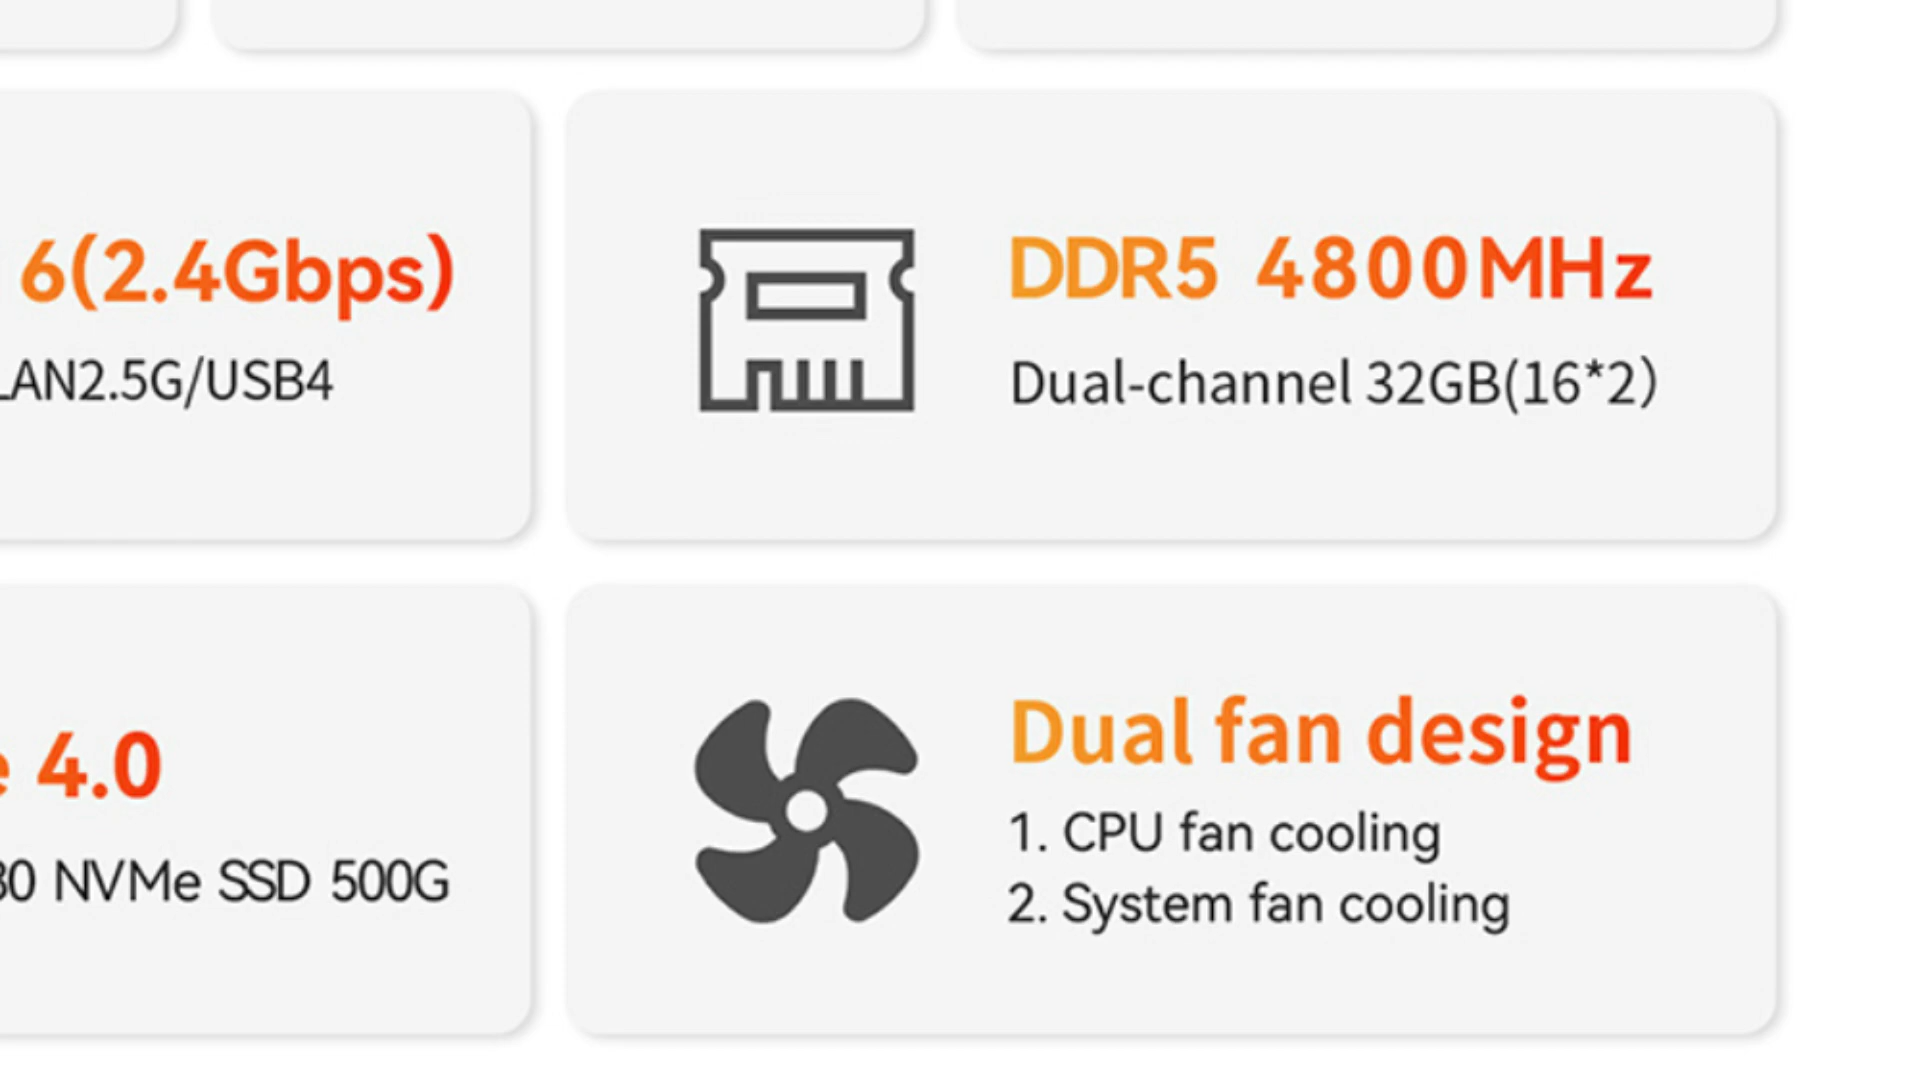 6(2.4Gbps)
LAN2.5G/USB4
DDR5 4800MHz
Dual-channel 32GB(16*2)
4.0
80 NVMe SSD 500G
Dual fan design
1. CPU fan cooling
2. System fan cooling